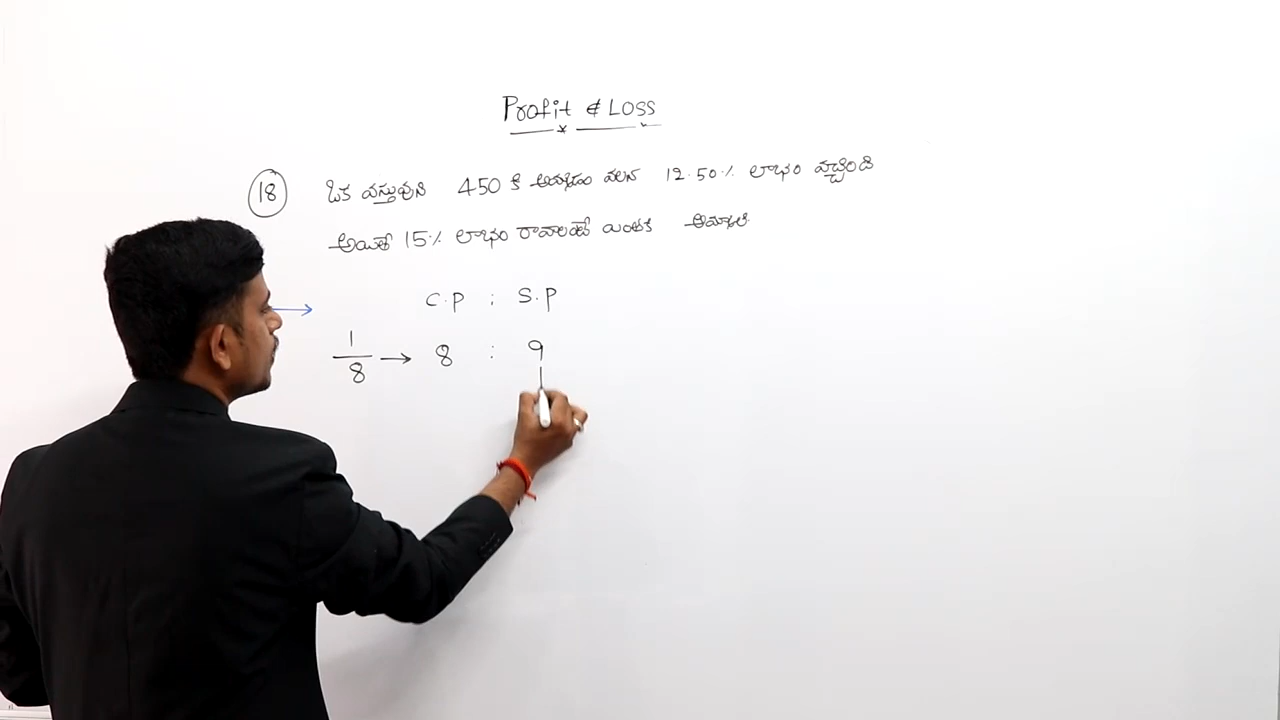 Profit & Loss
18 ఒక వస్తువుని 450 కి అమ్మడం వలన 12.50% లాభం వచ్చింది
అయితే 15% లాభం రావాలంటే ఎంతకి అమ్మాలి
C.P : S.P
1/8 → 8 : 9